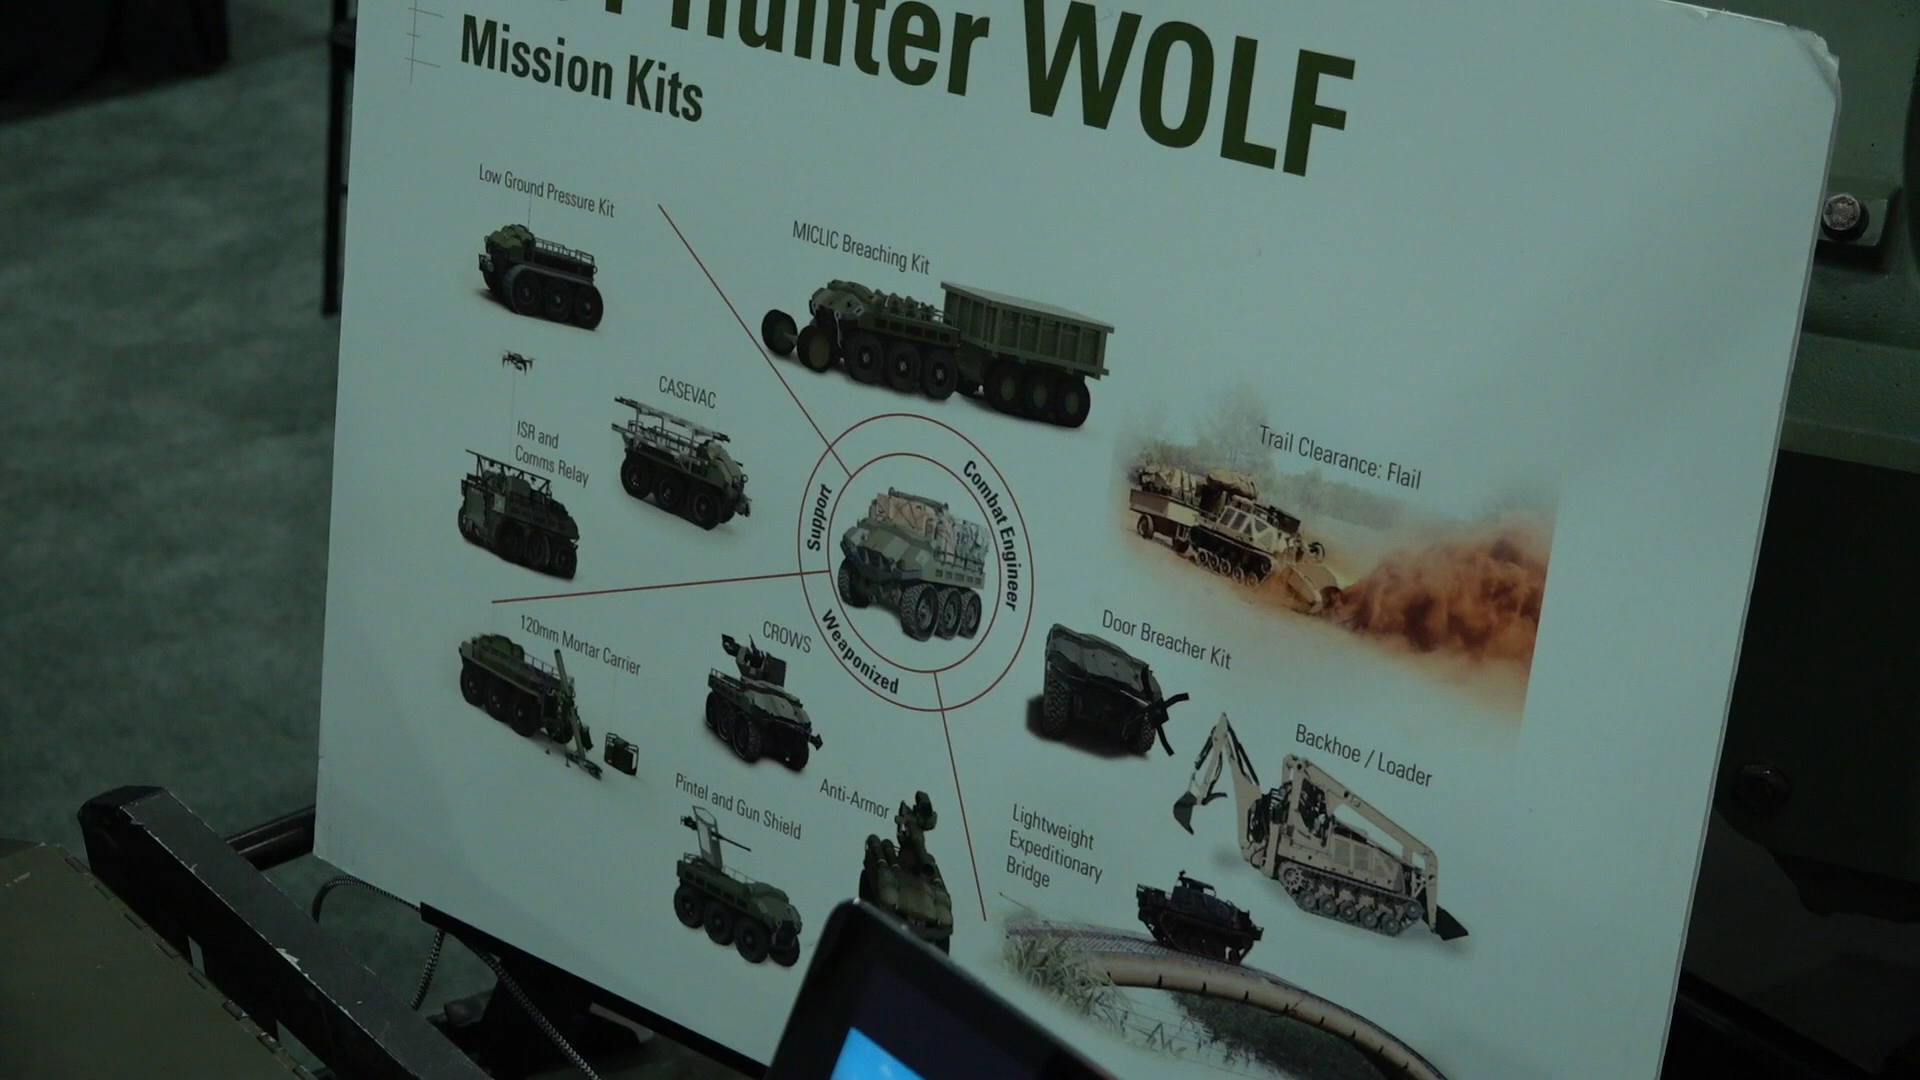 Hunter WOLF
Mission Kits
Low Ground Pressure Kit
MICLIC Breaching Kit
CASEVAC
ISR and
Comms Relay
Trail Clearance: Flail
Support
Combat Engineer
Weaponized
120mm Mortar Carrier
CROWS
Door Breacher Kit
Pintel and Gun Shield
Anti-Armor
Backhoe / Loader
Lightweight
Expeditionary
Bridge